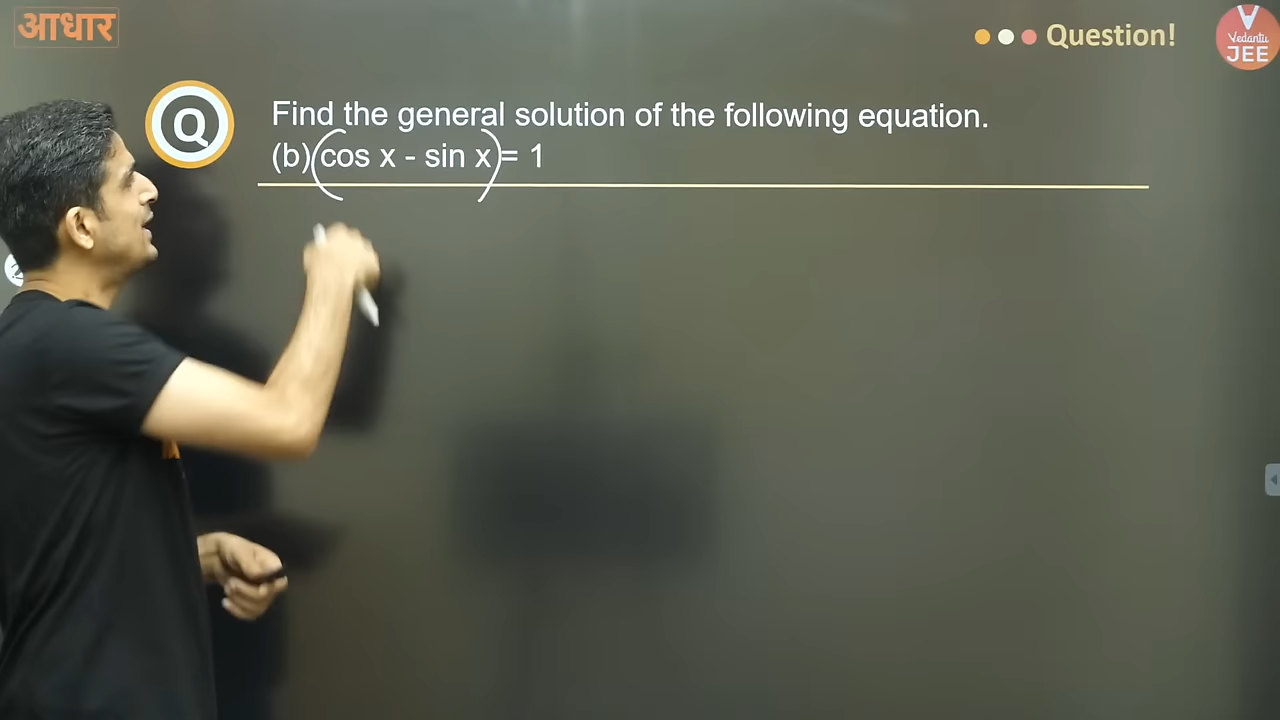 आधार
Question!
Vedantu
JEE
Q
Find the general solution of the following equation.
(b) (cos x - sin x) = 1